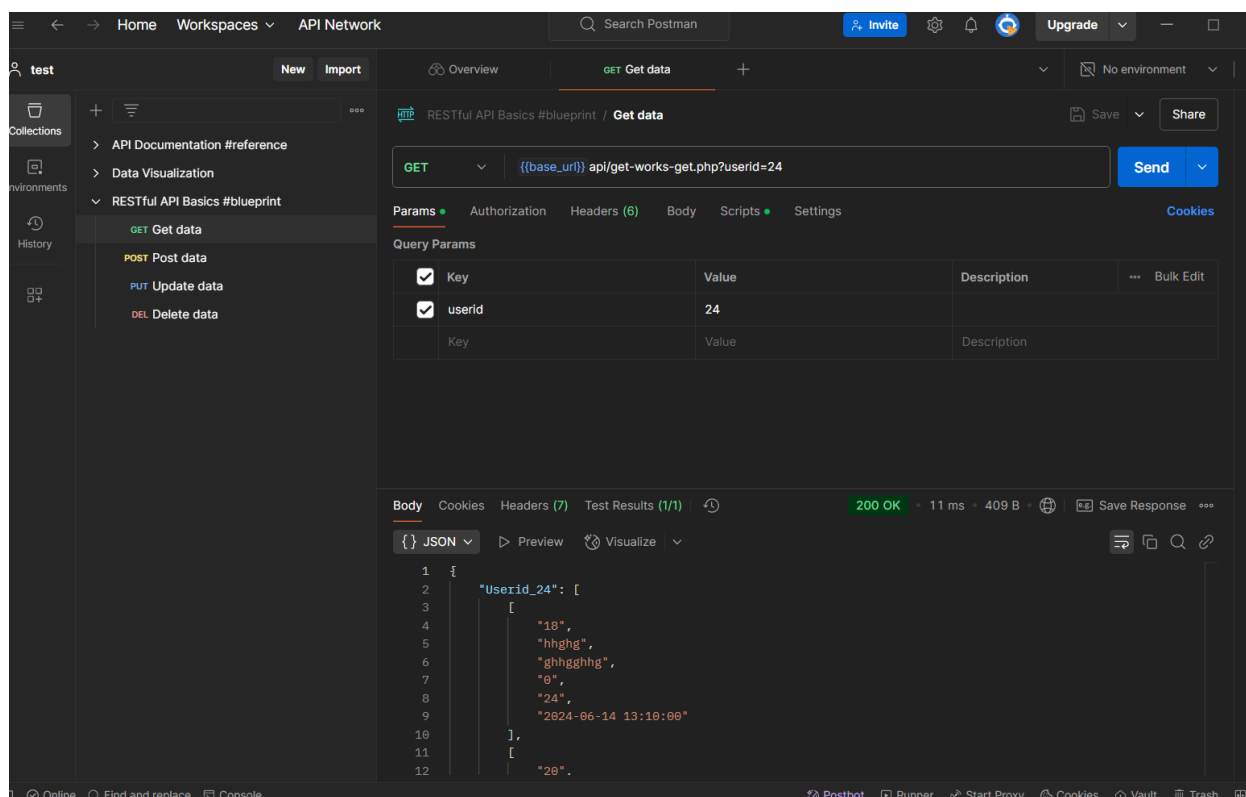 Home Workspaces API Network Search Postman Invite Upgrade
test New Import Overview GET Get data No environment
Collections
RESTful API Basics #blueprint / Get data Save Share
API Documentation #reference
GET {{base_url}} api/get-works-get.php?userid=24 Send
Data Visualization
nvironments
RESTful API Basics #blueprint
Params Authorization Headers (6) Body Scripts Settings Cookies
GET Get data
History
Query Params
POST Post data
Key Value Description Bulk Edit
PUT Update data
userid 24
DEL Delete data
Key Value Description
Body Cookies Headers (7) Test Results (1/1) 200 OK 11 ms 409 B Save Response
{} JSON Preview Visualize
1 {
2 "Userid_24": [
3 [
4 "18",
5 "hhghg",
6 "ghhgghhg",
7 "0",
8 "24",
9 "2024-06-14 13:10:00"
10 ],
11 [
12 "20".
Online Find and replace Console Postbot Runner Start Proxy Cookies Vault Trash